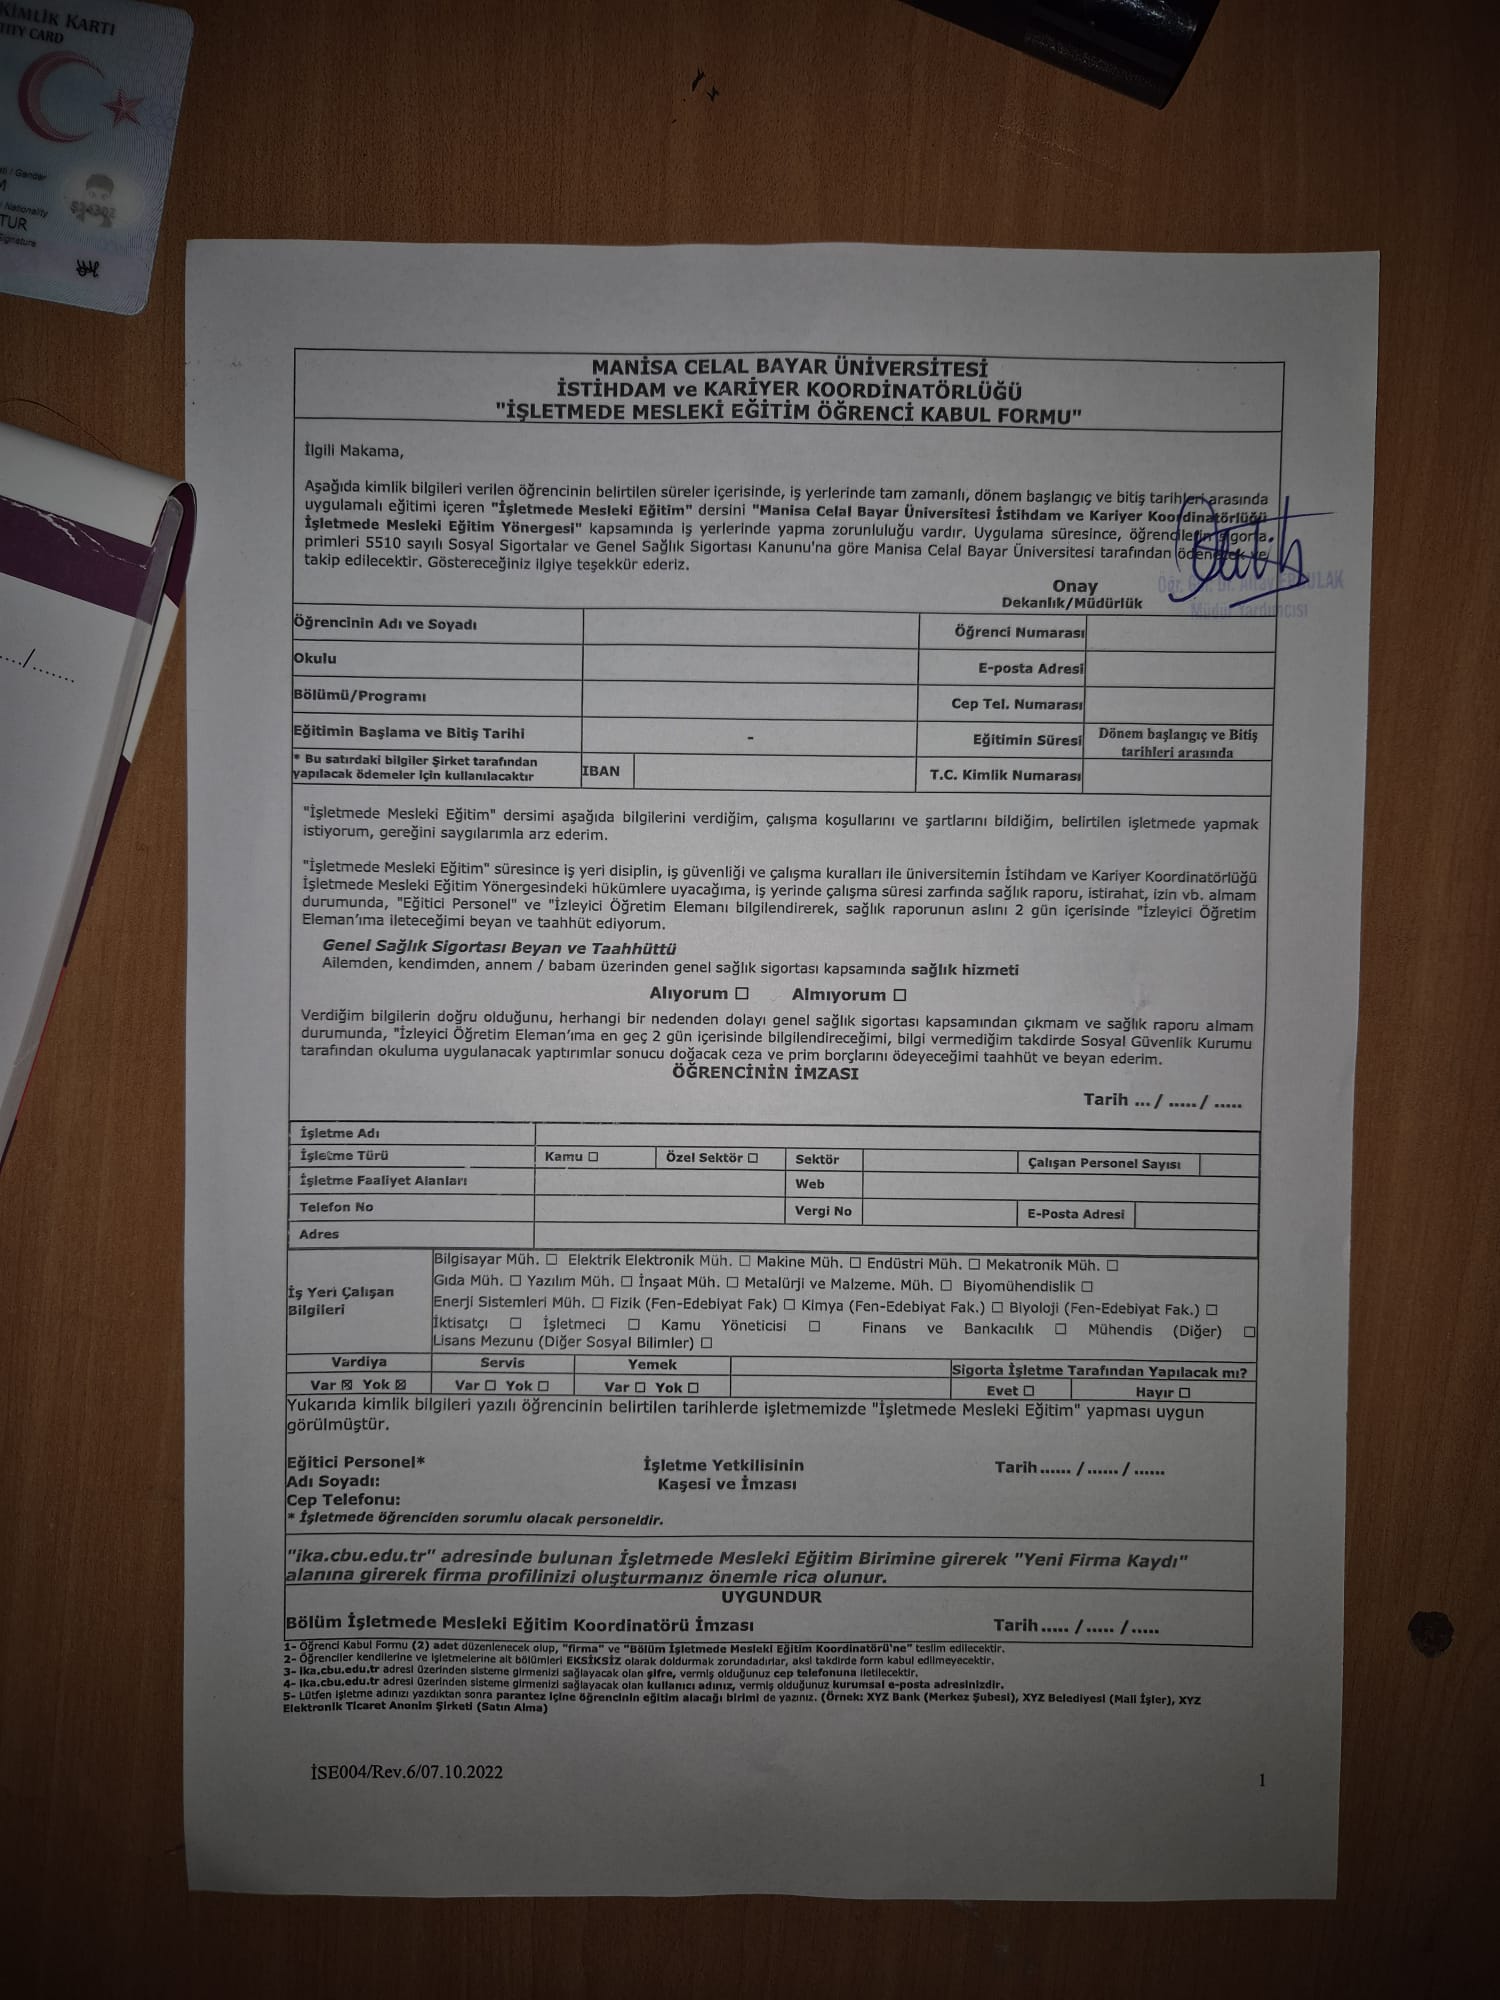 KİMLİK KARTI
TITY CARD
Gender
M
Nationality
TUR
Signature
MANİSA CELAL BAYAR ÜNİVERSİTESİ
İSTİHDAM ve KARİYER KOORDİNATÖRLÜĞÜ
"İŞLETMEDE MESLEKİ EĞİTİM ÖĞRENCİ KABUL FORMU"
İlgili Makama,
Aşağıda kimlik bilgileri verilen öğrencinin belirtilen süreler içerisinde, iş yerlerinde tam zamanlı, dönem başlangıç ve bitiş tarihleri arasında
uygulamalı eğitimi içeren "İşletmede Mesleki Eğitim" dersini "Manisa Celal Bayar Üniversitesi İstihdam ve Kariyer Koordinatörlüğü
İşletmede Mesleki Eğitim Yönergesi" kapsamında iş yerlerinde yapma zorunluluğu vardır. Uygulama süresince, öğrencilerin sigorta
primleri 5510 sayılı Sosyal Sigortalar ve Genel Sağlık Sigortası Kanunu'na göre Manisa Celal Bayar Üniversitesi tarafından ödenecek ve
takip edilecektir. Göstereceğiniz ilgiye teşekkür ederiz.
Onay
Dekanlık/Müdürlük
Müdür Yardımcısı
Öğrencinin Adı ve Soyadı Öğrenci Numarası
Okulu E-posta Adresi
Bölümü/Programı Cep Tel. Numarası
Eğitimin Başlama ve Bitiş Tarihi - Eğitimin Süresi Dönem başlangıç ve Bitiş
tarihleri arasında
* Bu satırdaki bilgiler Şirket tarafından
yapılacak ödemeler için kullanılacaktır IBAN T.C. Kimlik Numarası
"İşletmede Mesleki Eğitim" dersimi aşağıda bilgilerini verdiğim, çalışma koşullarını ve şartlarını bildiğim, belirtilen işletmede yapmak
istiyorum, gereğini saygılarımla arz ederim.
"İşletmede Mesleki Eğitim" süresince iş yeri disiplin, iş güvenliği ve çalışma kuralları ile üniversitemin İstihdam ve Kariyer Koordinatörlüğü
İşletmede Mesleki Eğitim Yönergesindeki hükümlere uyacağıma, iş yerinde çalışma süresi zarfında sağlık raporu, istirahat, izin vb. almam
durumunda, "Eğitici Personel" ve "İzleyici Öğretim Elemanı bilgilendirerek, sağlık raporunun aslını 2 gün içerisinde "İzleyici Öğretim
Eleman'ıma ileteceğimi beyan ve taahhüt ediyorum.
Genel Sağlık Sigortası Beyan ve Taahhüttü
Ailemden, kendimden, annem / babam üzerinden genel sağlık sigortası kapsamında sağlık hizmeti
Alıyorum ☐ Almıyorum ☐
Verdiğim bilgilerin doğru olduğunu, herhangi bir nedenden dolayı genel sağlık sigortası kapsamından çıkmam ve sağlık raporu almam
durumunda, "İzleyici Öğretim Eleman'ıma en geç 2 gün içerisinde bilgilendireceğimi, bilgi vermediğim takdirde Sosyal Güvenlik Kurumu
tarafından okuluma uygulanacak yaptırımlar sonucu doğacak ceza ve prim borçlarını ödeyeceğimi taahhüt ve beyan ederim.
ÖĞRENCİNİN İMZASI
Tarih ... / ..... / .....
İşletme Adı
İşletme Türü Kamu ☐ Özel Sektör ☐ Sektör Çalışan Personel Sayısı
İşletme Faaliyet Alanları Web
Telefon No Vergi No E-Posta Adresi
Adres
İş Yeri Çalışan
Bilgileri
Bilgisayar Müh. ☐ Elektrik Elektronik Müh. ☐ Makine Müh. ☐ Endüstri Müh. ☐ Mekatronik Müh. ☐
Gıda Müh. ☐ Yazılım Müh. ☐ İnşaat Müh. ☐ Metalürji ve Malzeme. Müh. ☐ Biyomühendislik ☐
Enerji Sistemleri Müh. ☐ Fizik (Fen-Edebiyat Fak) ☐ Kimya (Fen-Edebiyat Fak.) ☐ Biyoloji (Fen-Edebiyat Fak.) ☐
İktisatçı ☐ İşletmeci ☐ Kamu Yöneticisi ☐ Finans ve Bankacılık ☐ Mühendis (Diğer) ☐
Lisans Mezunu (Diğer Sosyal Bilimler) ☐
Vardiya Servis Yemek Sigorta İşletme Tarafından Yapılacak mı?
Var ☒ Yok ☒ Var ☐ Yok ☐ Var ☐ Yok ☐ Evet ☐ Hayır ☐
Yukarıda kimlik bilgileri yazılı öğrencinin belirtilen tarihlerde işletmemizde "İşletmede Mesleki Eğitim" yapması uygun
görülmüştür.
Eğitici Personel* İşletme Yetkilisinin Tarih...... / ...... / ......
Adı Soyadı: Kaşesi ve İmzası
Cep Telefonu:
* İşletmede öğrenciden sorumlu olacak personeldir.
"ika.cbu.edu.tr" adresinde bulunan İşletmede Mesleki Eğitim Birimine girerek "Yeni Firma Kaydı"
alanına girerek firma profilinizi oluşturmanız önemle rica olunur.
UYGUNDUR
Bölüm İşletmede Mesleki Eğitim Koordinatörü İmzası Tarih..... / ..... / .....
1- Öğrenci Kabul Formu (2) adet düzenlenecek olup, "firma" ve "Bölüm İşletmede Mesleki Eğitim Koordinatörü'ne" teslim edilecektir.
2- Öğrenciler kendilerine ve işletmelerine ait bölümleri EKSİKSİZ olarak doldurmak zorundadırlar, aksi takdirde form kabul edilmeyecektir.
3- ika.cbu.edu.tr adresi üzerinden sisteme girmenizi sağlayacak olan şifre, vermiş olduğunuz cep telefonuna iletilecektir.
4- ika.cbu.edu.tr adresi üzerinden sisteme girmenizi sağlayacak olan kullanıcı adınız, vermiş olduğunuz kurumsal e-posta adresinizdir.
5- Lütfen işletme adınızı yazdıktan sonra parantez içine öğrencinin eğitim alacağı birimi de yazınız. (Örnek: XYZ Bank (Merkez Şubesi), XYZ Belediyesi (Mali İşler), XYZ
Elektronik Ticaret Anonim Şirketi (Satın Alma)
İSE004/Rev.6/07.10.2022
1